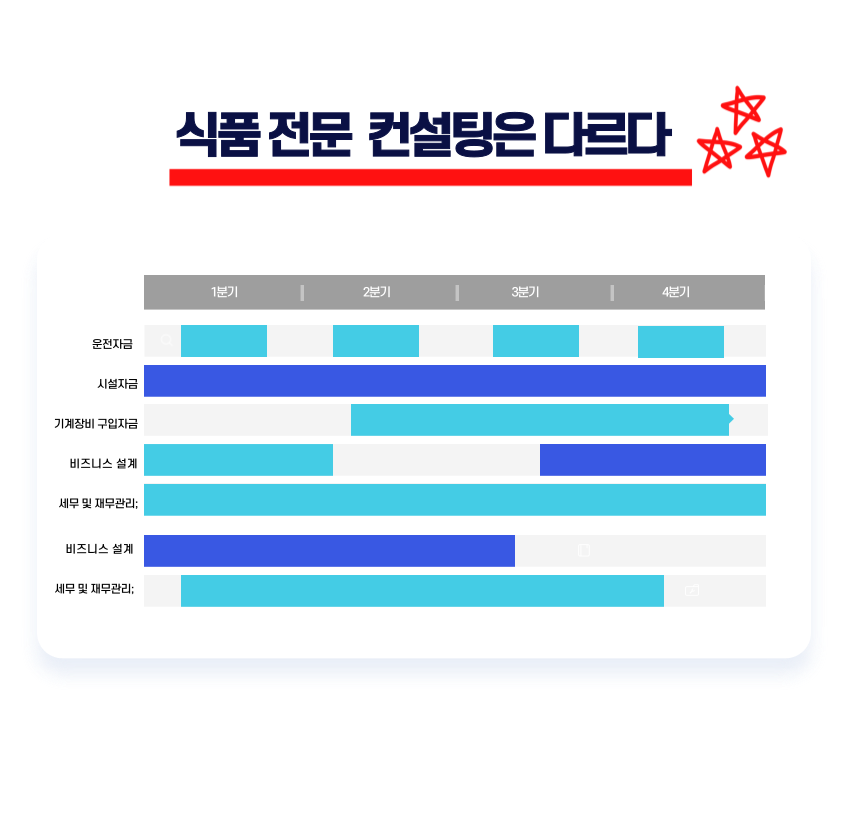 식품 전문 컨설팅은 다르다
1분기 2분기 3분기 4분기
운전자금
시설자금
기계장비 구입자금
비즈니스 설계
세무 및 재무관리;
비즈니스 설계
세무 및 재무관리;